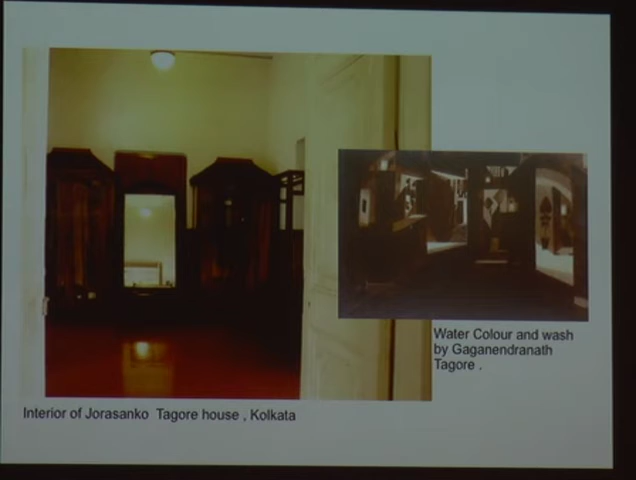 Water Colour and wash
by Gaganendranath
Tagore .
Interior of Jorasanko Tagore house , Kolkata